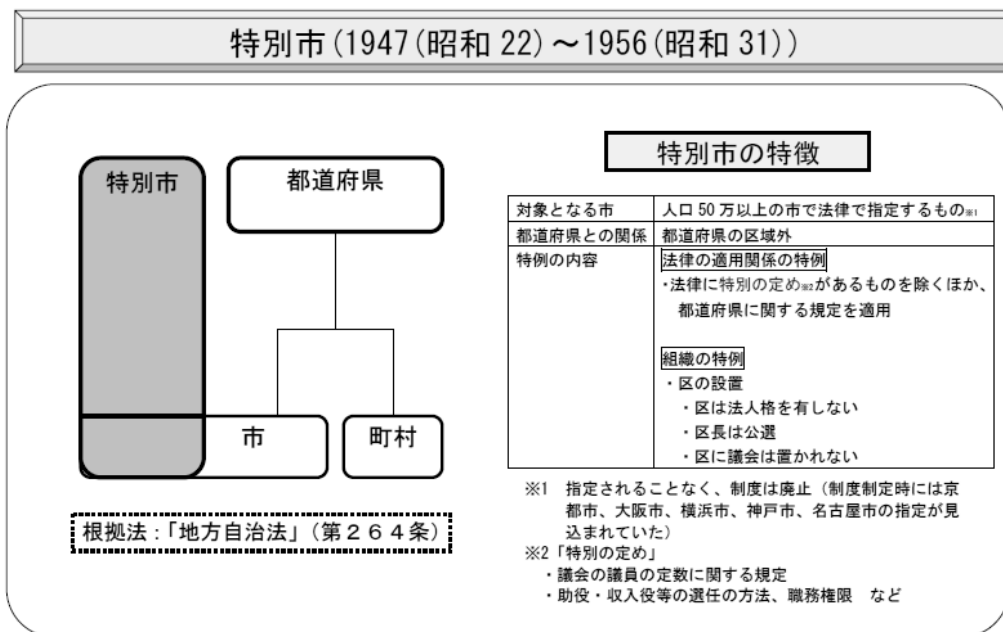 特別市(1947(昭和22)～1956(昭和31))
特別市
都道府県
市
町村
根拠法:「地方自治法」(第２６４条)
特別市の特徴
対象となる市 人口50万以上の市で法律で指定するもの※1
都道府県との関係 都道府県の区域外
特例の内容 法律の適用関係の特例
・法律に特別の定め※2があるものを除くほか、
都道府県に関する規定を適用
組織の特例
・区の設置
・区は法人格を有しない
・区長は公選
・区に議会は置かれない
※1 指定されることなく、制度は廃止（制度制定時には京
都市、大阪市、横浜市、神戸市、名古屋市の指定が見
込まれていた）
※2「特別の定め」
・議会の議員の定数に関する規定
・助役・収入役等の選任の方法、職務権限 など